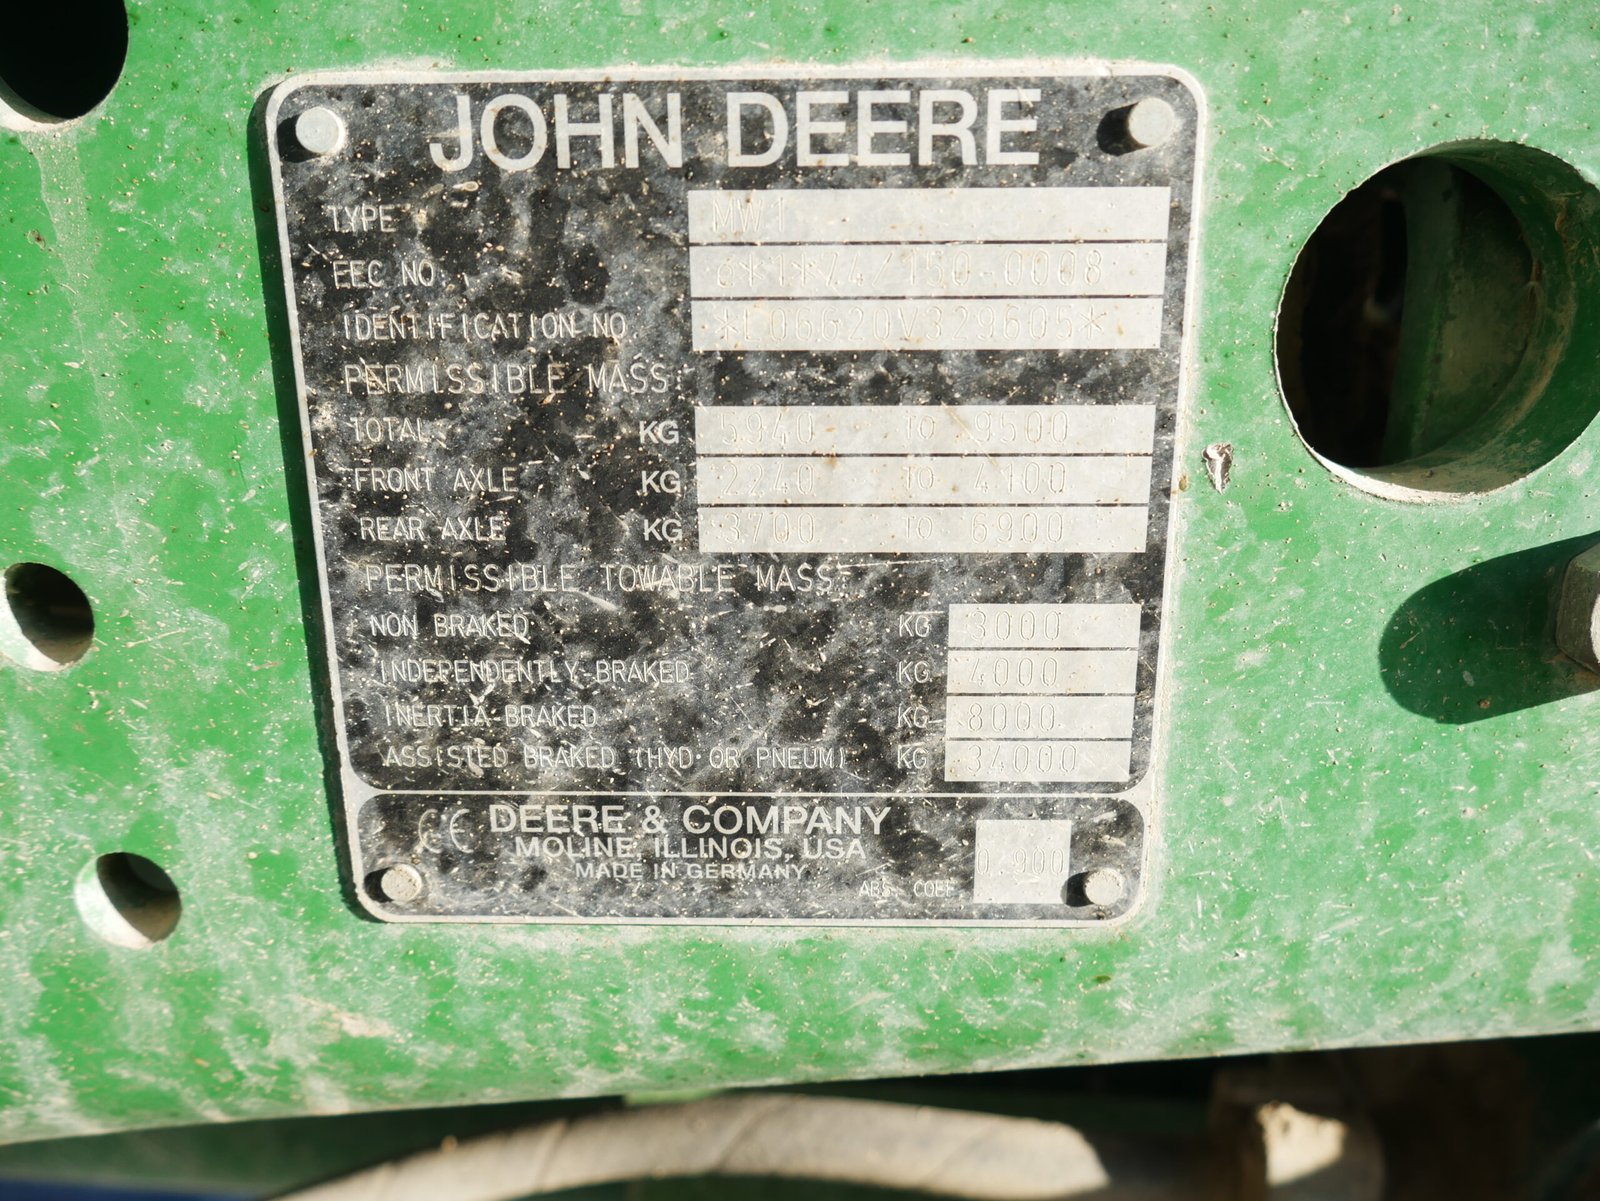 JOHN DEERE
TYPE MW1
EEC NO e*1*74/150-0008
IDENTIFICATION NO *L06620V329605*
PERMISSIBLE MASS:
TOTAL KG 5940 TO 9500
FRONT AXLE KG 2240 TO 4100
REAR AXLE KG 3700 TO 6900
PERMISSIBLE TOWABLE MASS:
NON BRAKED KG 3000
INDEPENDENTLY BRAKED KG 4000
INERTIA BRAKED KG 8000
ASSISTED BRAKED (HYD OR PNEUM) KG 34000
CE DEERE & COMPANY
MOLINE, ILLINOIS, USA
MADE IN GERMANY
ABS. COEF. 0.900